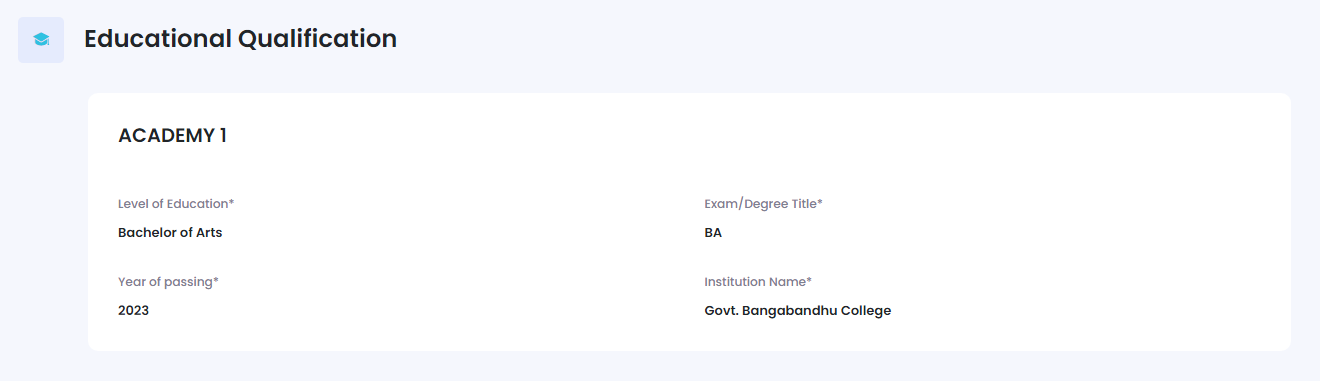 Educational Qualification
ACADEMY 1
Level of Education*
Exam/Degree Title*
Bachelor of Arts
BA
Year of passing*
Institution Name*
2023
Govt. Bangabandhu College